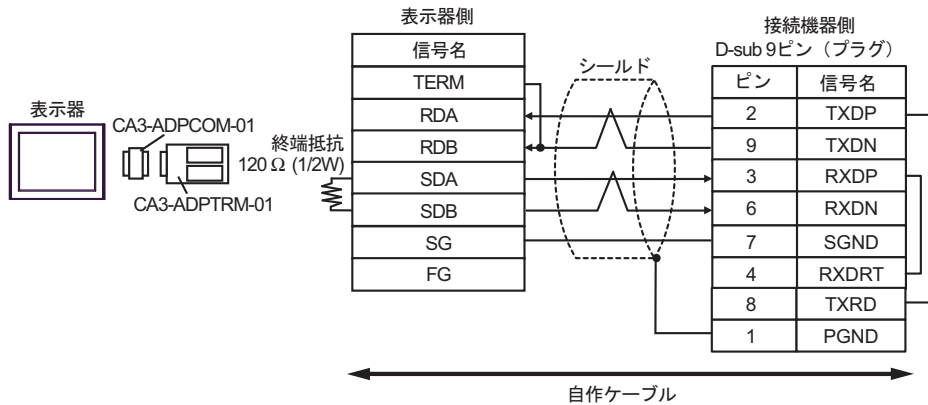 表示器
CA3-ADPCOM-01
CA3-ADPTRM-01
終端抵抗
120 Ω (1/2W)
表示器側
信号名
TERM
RDA
RDB
SDA
SDB
SG
FG
シールド
接続機器側
D-sub 9ピン（プラグ）
ピン 信号名
2 TXDP
9 TXDN
3 RXDP
6 RXDN
7 SGND
4 RXDRT
8 TXRD
1 PGND
自作ケーブル